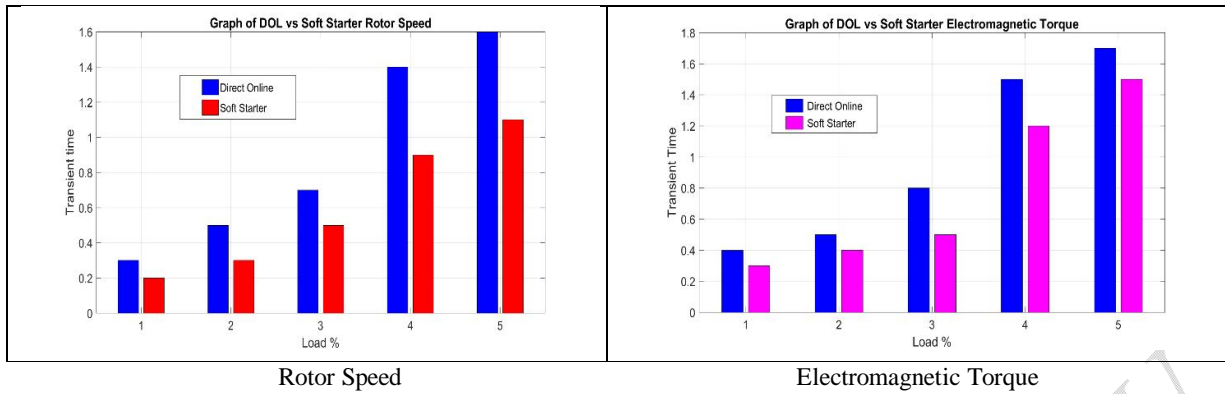 Graph of DOL vs Soft Starter Rotor Speed
1.6
1.4
1.2
1
0.8
0.6
0.4
0.2
0
Transient time
Direct Online
Soft Starter
1 2 3 4 5
Load %
Graph of DOL vs Soft Starter Electromagnetic Torque
1.8
1.6
1.4
1.2
1
0.8
0.6
0.4
0.2
0
Transient Time
Direct Online
Soft Starter
1 2 3 4 5
Load %
Rotor Speed
Electromagnetic Torque